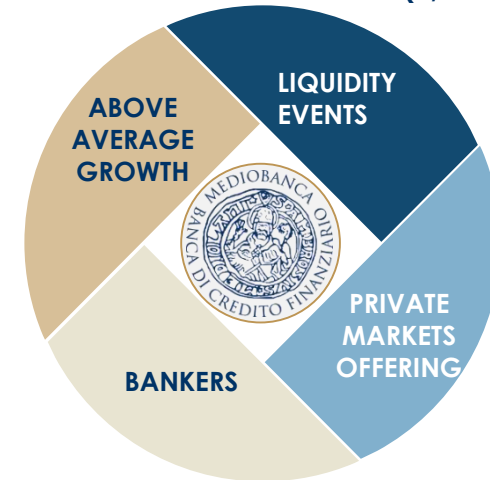 LIQUIDITY
EVENTS
ABOVE
AVERAGE
GROWTH
MEDIOBANCA
BANCA DI CREDITO FINANZIARIO
PRIVATE
MARKETS
OFFERING
BANKERS